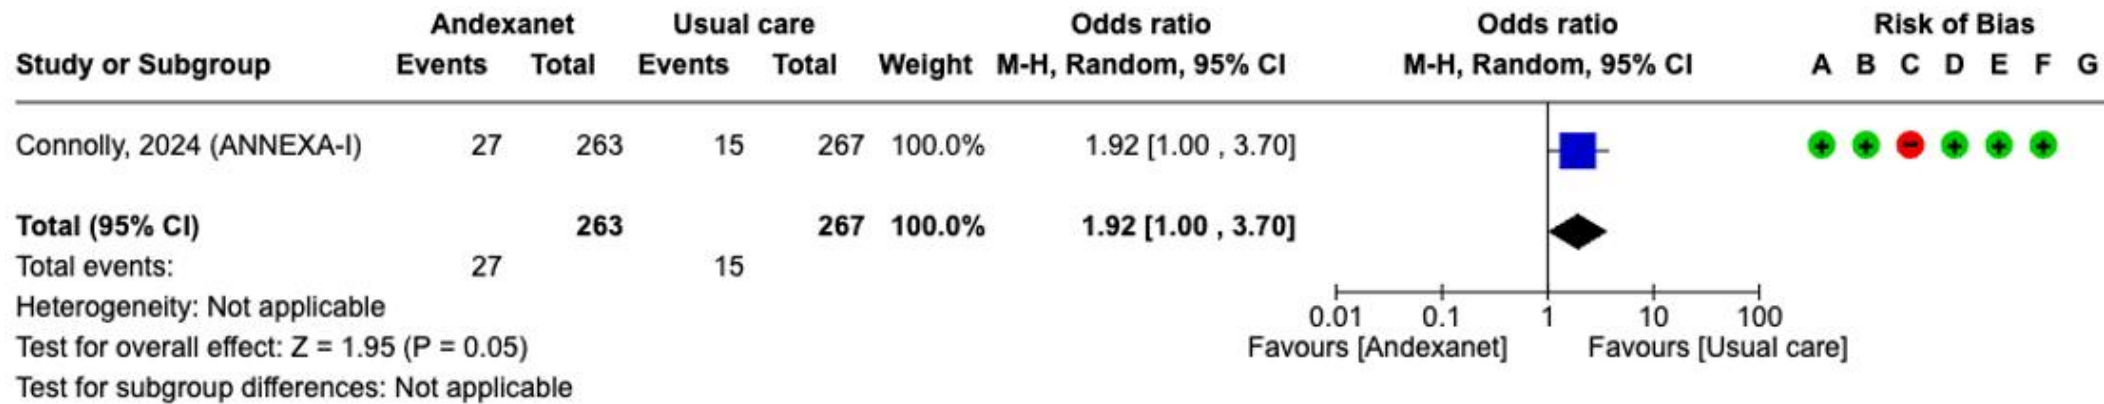 Andexanet Usual care Odds ratio Odds ratio Risk of Bias
Study or Subgroup Events Total Events Total Weight M-H, Random, 95% CI M-H, Random, 95% CI A B C D E F G
Connolly, 2024 (ANNEXA-I) 27 263 15 267 100.0% 1.92 [1.00 , 3.70] + + - + + +
Total (95% CI) 263 267 100.0% 1.92 [1.00 , 3.70]
Total events: 27 15
Heterogeneity: Not applicable
0.01 0.1 1 10 100
Test for overall effect: Z = 1.95 (P = 0.05) Favours [Andexanet] Favours [Usual care]
Test for subgroup differences: Not applicable